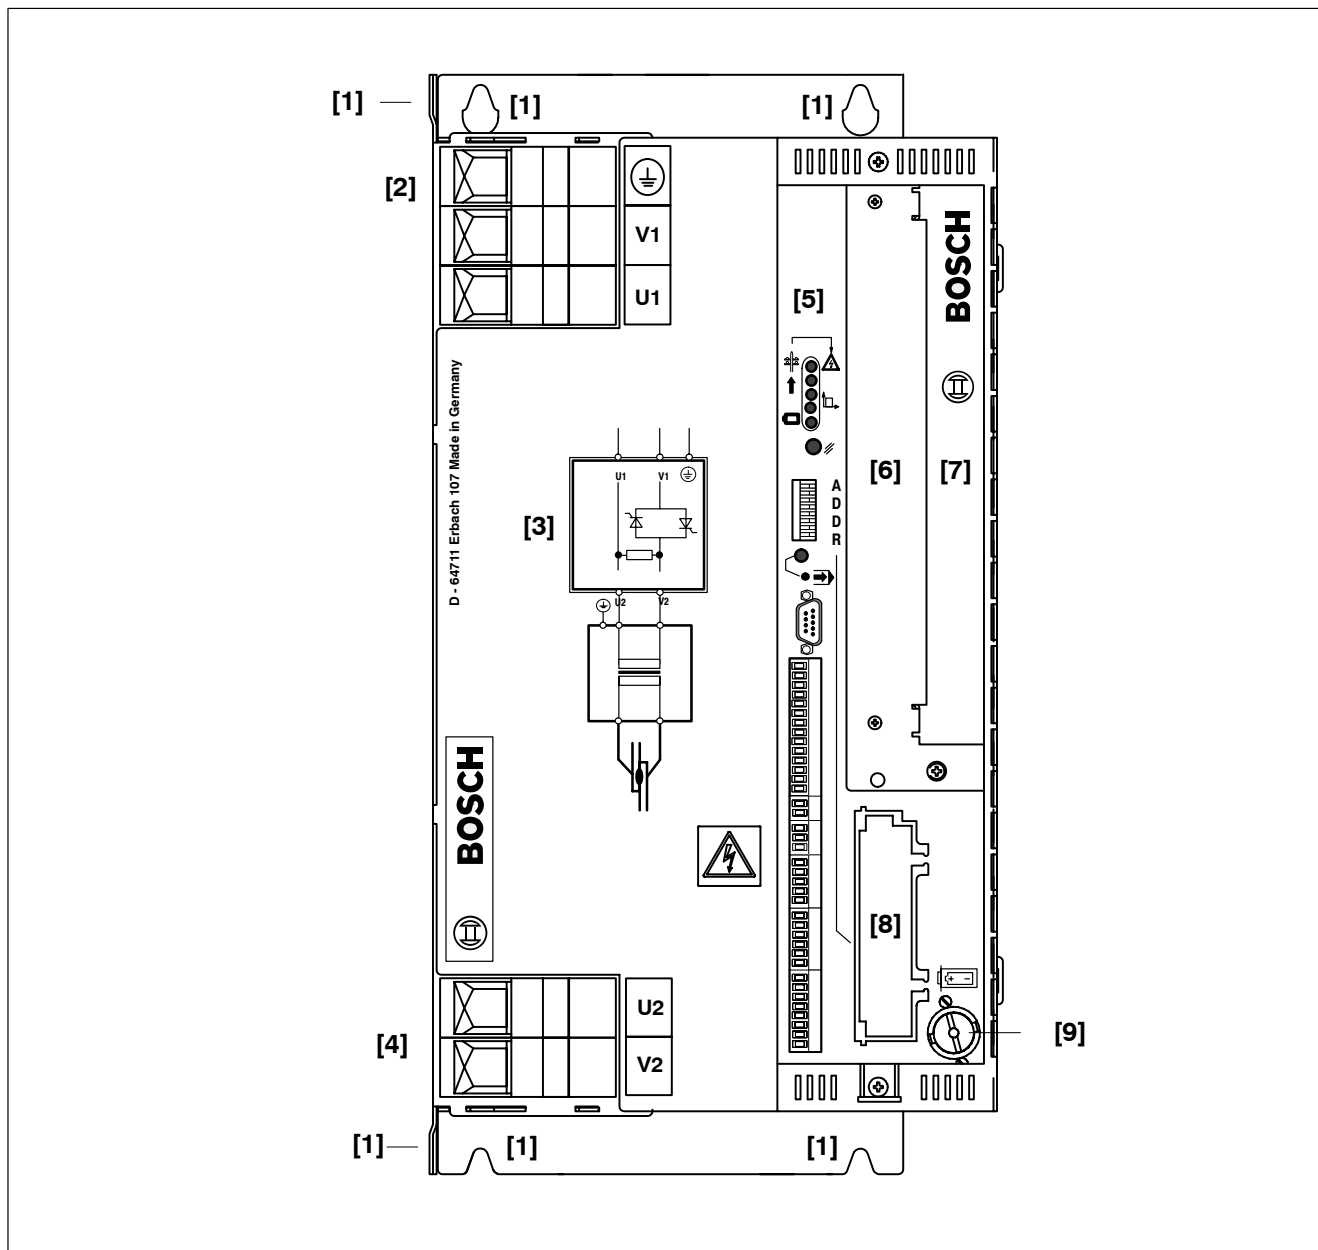 [1]
[1]
[1]
[2]
V1
U1
BOSCH
[5]
D - 64711 Erbach 107 Made in Germany
U1
V1
[3]
U2
V2
[6]
[7]
A
D
D
R
BOSCH
[8]
+ −
U2
[4]
V2
[9]
[1]
[1]
[1]